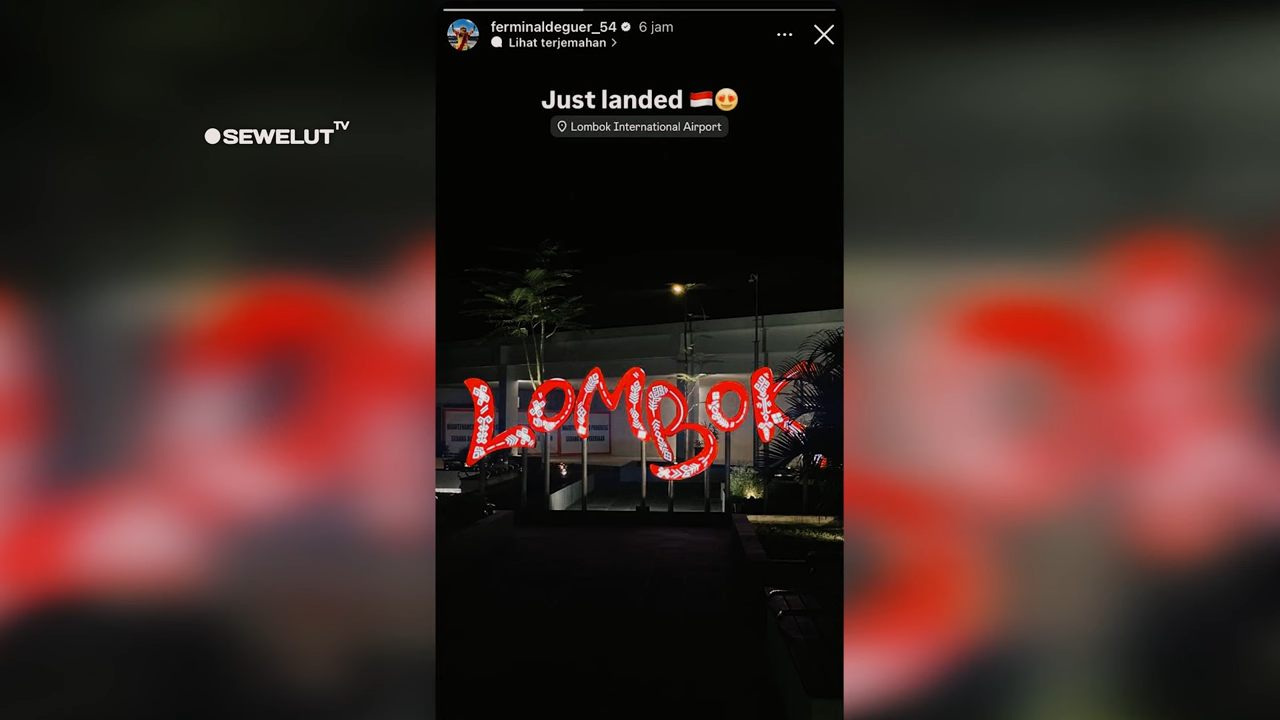 ferminaldeguer_54 6 jam
Lihat terjemahan
SEWELUT TV
Just landed 🇮🇩😍
Lombok International Airport
LOMBOK